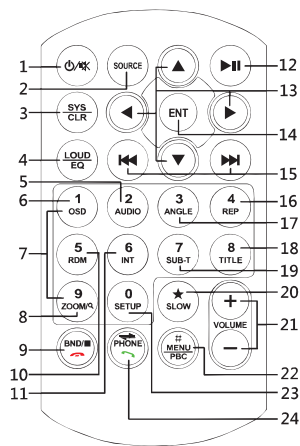 1
SOURCE
12
2
13
3
SYS
CLR
ENT
14
4
LOUD
EQ
15
5
6
1
OSD
2
AUDIO
3
ANGLE
4
REP
16
17
7
5
RDM
6
INT
7
SUB-T
8
TITLE
18
19
9
ZOOM/Q
0
SETUP
★
SLOW
20
+
VOLUME
−
21
8
9
BND/■
PHONE
#
MENU
PBC
22
10
11
23
24